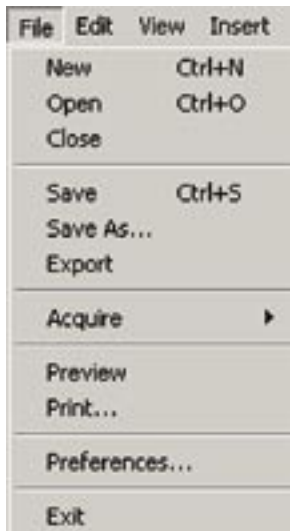 File Edit View Insert
New Ctrl+N
Open Ctrl+O
Close
Save Ctrl+S
Save As...
Export
Acquire
Preview
Print...
Preferences...
Exit